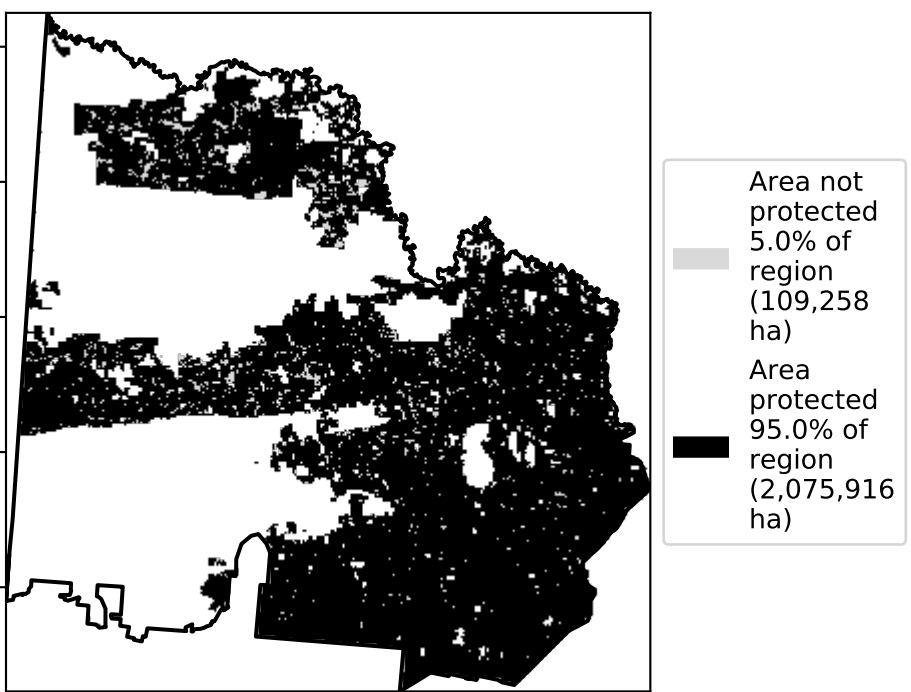 Area not
protected
5.0% of
region
(109,258
ha)
Area
protected
95.0% of
region
(2,075,916
ha)